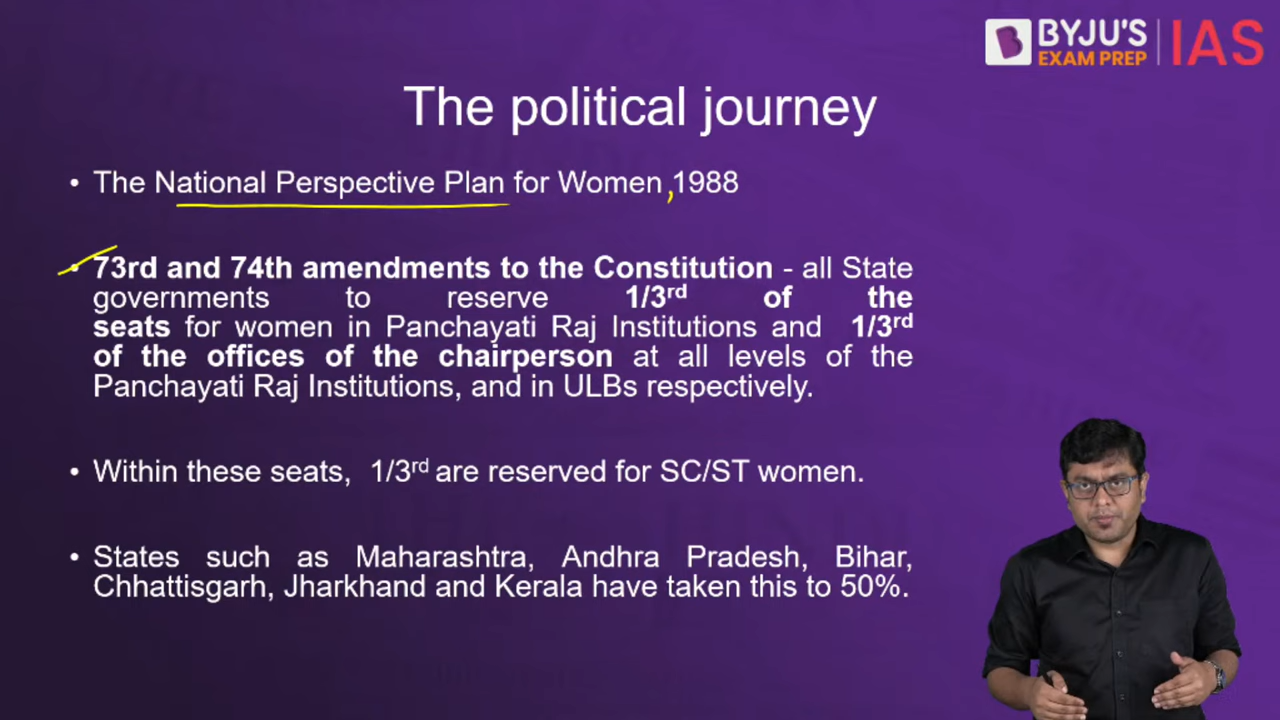 BYJU'S
EXAM PREP
IAS
The political journey
• The National Perspective Plan for Women ,1988
• 73rd and 74th amendments to the Constitution - all State
governments to reserve 1/3rd of the
seats for women in Panchayati Raj Institutions and 1/3rd
of the offices of the chairperson at all levels of the
Panchayati Raj Institutions, and in ULBs respectively.
• Within these seats, 1/3rd are reserved for SC/ST women.
• States such as Maharashtra, Andhra Pradesh, Bihar,
Chhattisgarh, Jharkhand and Kerala have taken this to 50%.